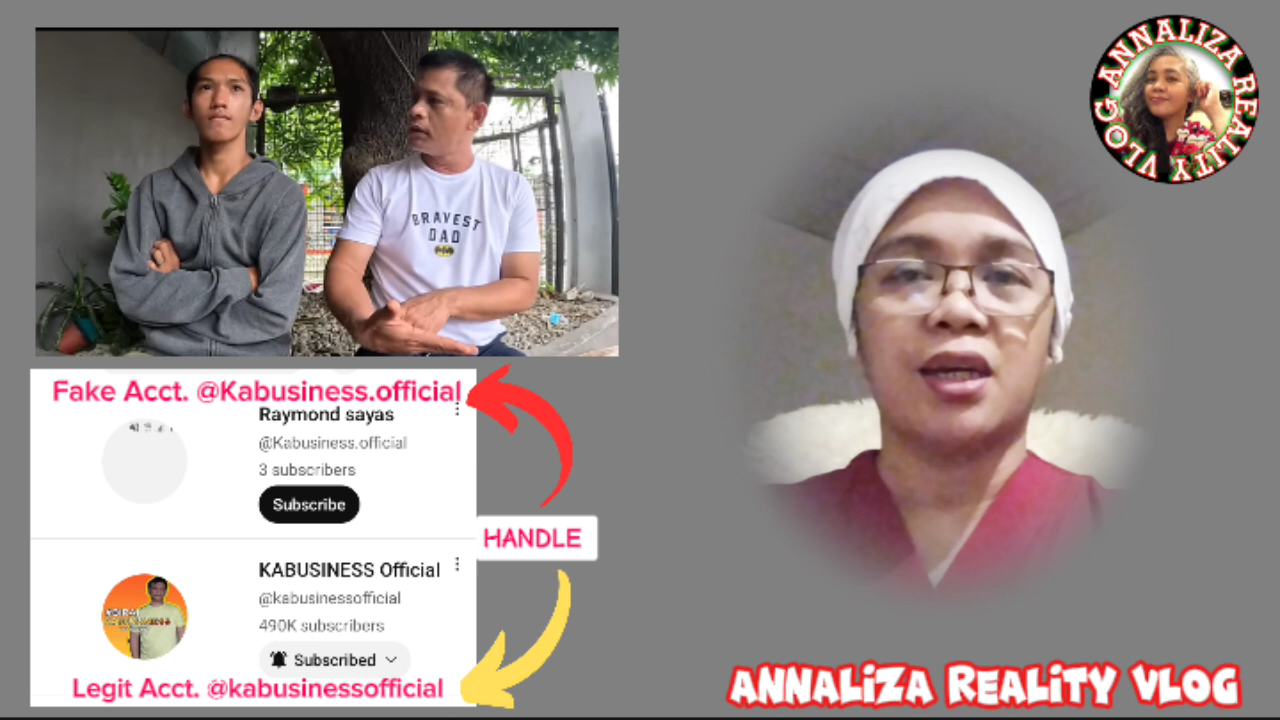 BRAVEST
DAD
Fake Acct. @Kabusiness.official
Raymond sayas
@Kabusiness.official
3 subscribers
Subscribe
HANDLE
KABUSINESS Official
@kabusinessofficial
490K subscribers
Subscribed
Legit Acct. @kabusinessofficial
ANNALIZA REALITY VLOG
ANNALiZA REALiTY VLOG